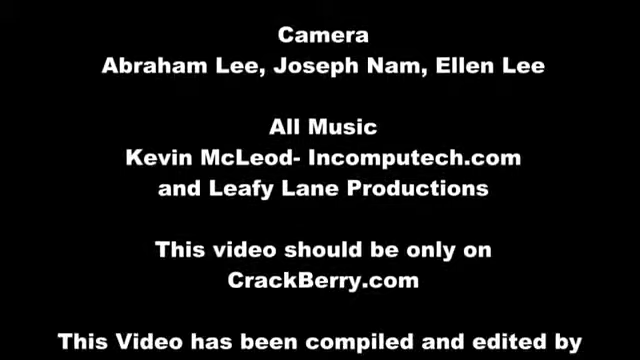 Camera
Abraham Lee, Joseph Nam, Ellen Lee
All Music
Kevin McLeod- Incomputech.com
and Leafy Lane Productions
This video should be only on
CrackBerry.com
This Video has been compiled and edited by